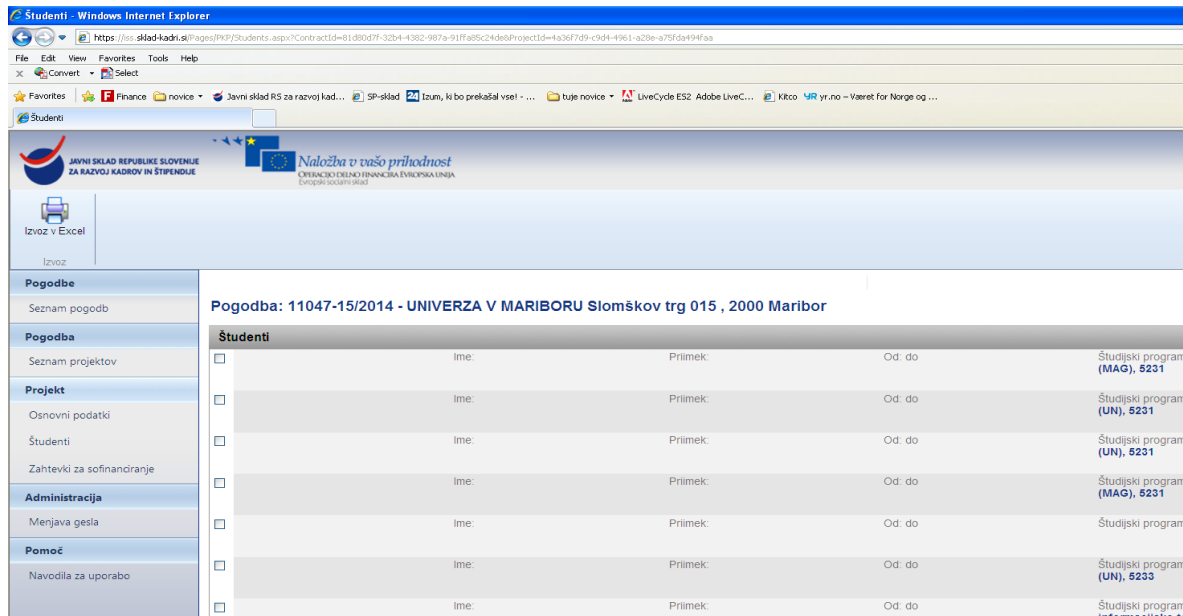 Študenti - Windows Internet Explorer
https://iss.sklad-kadri.si/Pages/PKP/Students.aspx?ContractId=81d80d7f-32b4-4382-987a-91ffa85c24de&ProjectId=4a36f7d9-c9d4-4961-a28e-a75fda494faa
File Edit View Favorites Tools Help
x Convert Select
Favorites Finance novice Javni sklad RS za razvoj kad... SP-sklad Izum, ki bo prekašal vse! - ... tuje novice LiveCycle ES2 Adobe LiveC... Kitco yr.no – Været for Norge og ...
Študenti
JAVNI SKLAD REPUBLIKE SLOVENIJE
ZA RAZVOJ KADROV IN ŠTIPENDIJE
Naložba v vašo prihodnost
OPERACIJO DELNO FINANCIRA EVROPSKA UNIJA
Evropski socialni sklad
Izvoz v Excel
Izvoz
Pogodbe
Seznam pogodb
Pogodba
Seznam projektov
Projekt
Osnovni podatki
Študenti
Zahtevki za sofinanciranje
Administracija
Menjava gesla
Pomoč
Navodila za uporabo
Pogodba: 11047-15/2014 - UNIVERZA V MARIBORU Slomškov trg 015 , 2000 Maribor
Študenti
Ime: Priimek: Od: do Študijski program
(MAG), 5231
Ime: Priimek: Od: do Študijski program
(UN), 5231
Ime: Priimek: Od: do Študijski program
(UN), 5231
Ime: Priimek: Od: do Študijski program
(MAG), 5231
Ime: Priimek: Od: do Študijski program
Ime: Priimek: Od: do Študijski program
(UN), 5233
Ime: Priimek: Od: do Študijski program